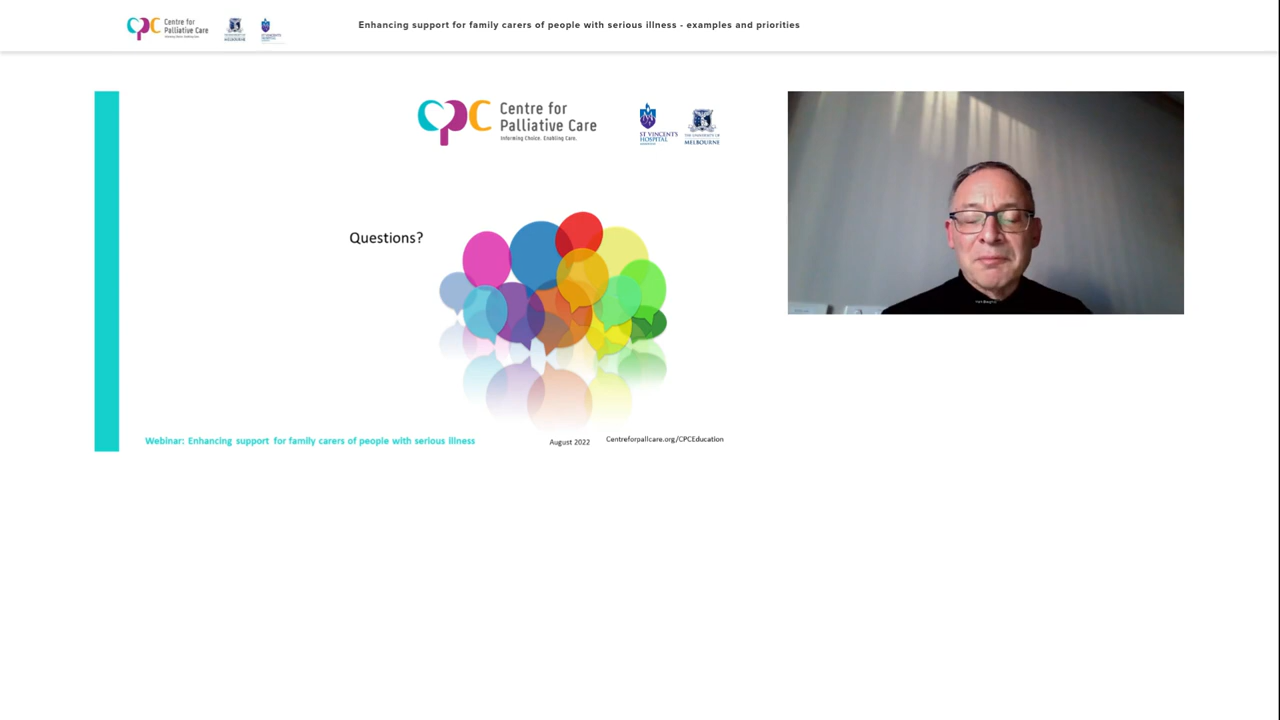 Centre for
Palliative Care
Enhancing support for family carers of people with serious illness - examples and priorities
Centre for
Palliative Care
Informing Choice. Enabling Care.
ST VINCENT'S
HOSPITAL
THE UNIVERSITY OF
MELBOURNE
Questions?
Webinar: Enhancing support for family carers of people with serious illness
August 2022
Centreforpallcare.org/CPCEducation